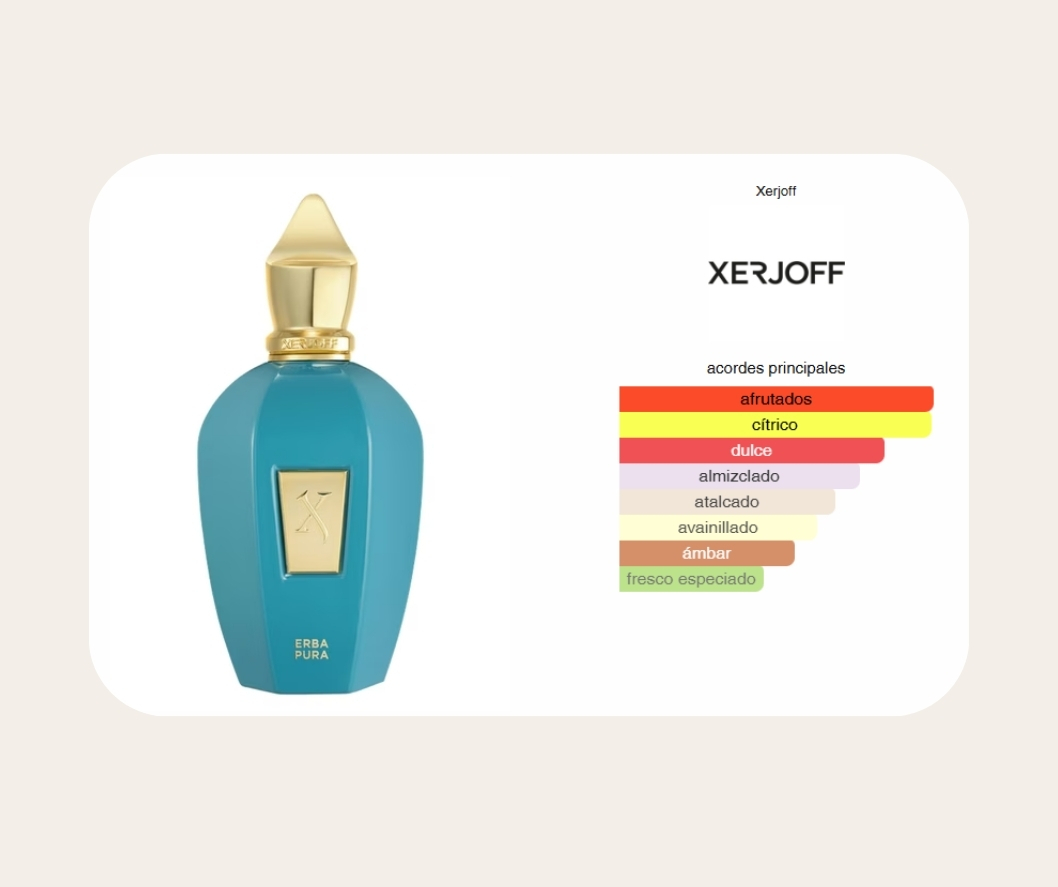 Xerjoff
XERJOFF
XERJOFF
acordes principales
afrutados
cítrico
dulce
almizclado
atalcado
avainillado
ámbar
fresco especiado
X
ERBA
PURA